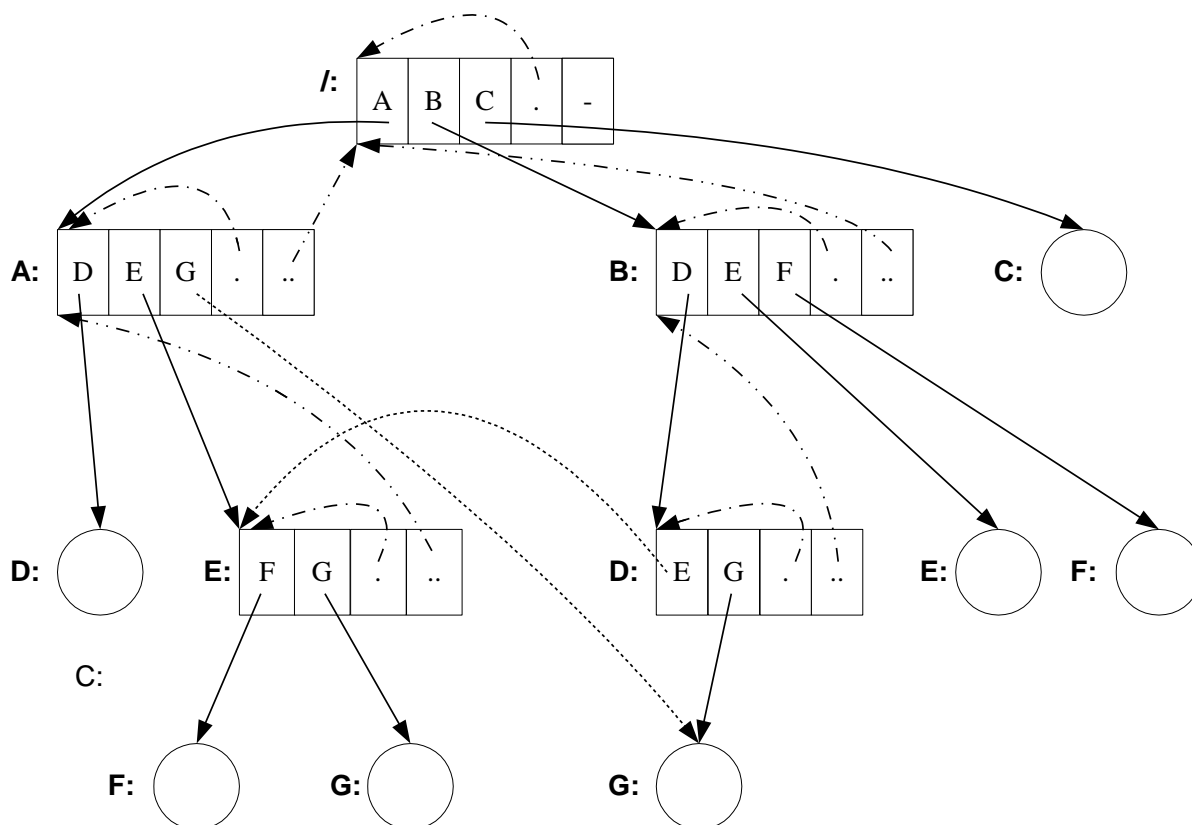 /: A B C . -
A: D E G . ..
B: D E F . ..
C:
D:
E: F G . ..
D: E G . ..
E:
F:
C:
F:
G:
G: